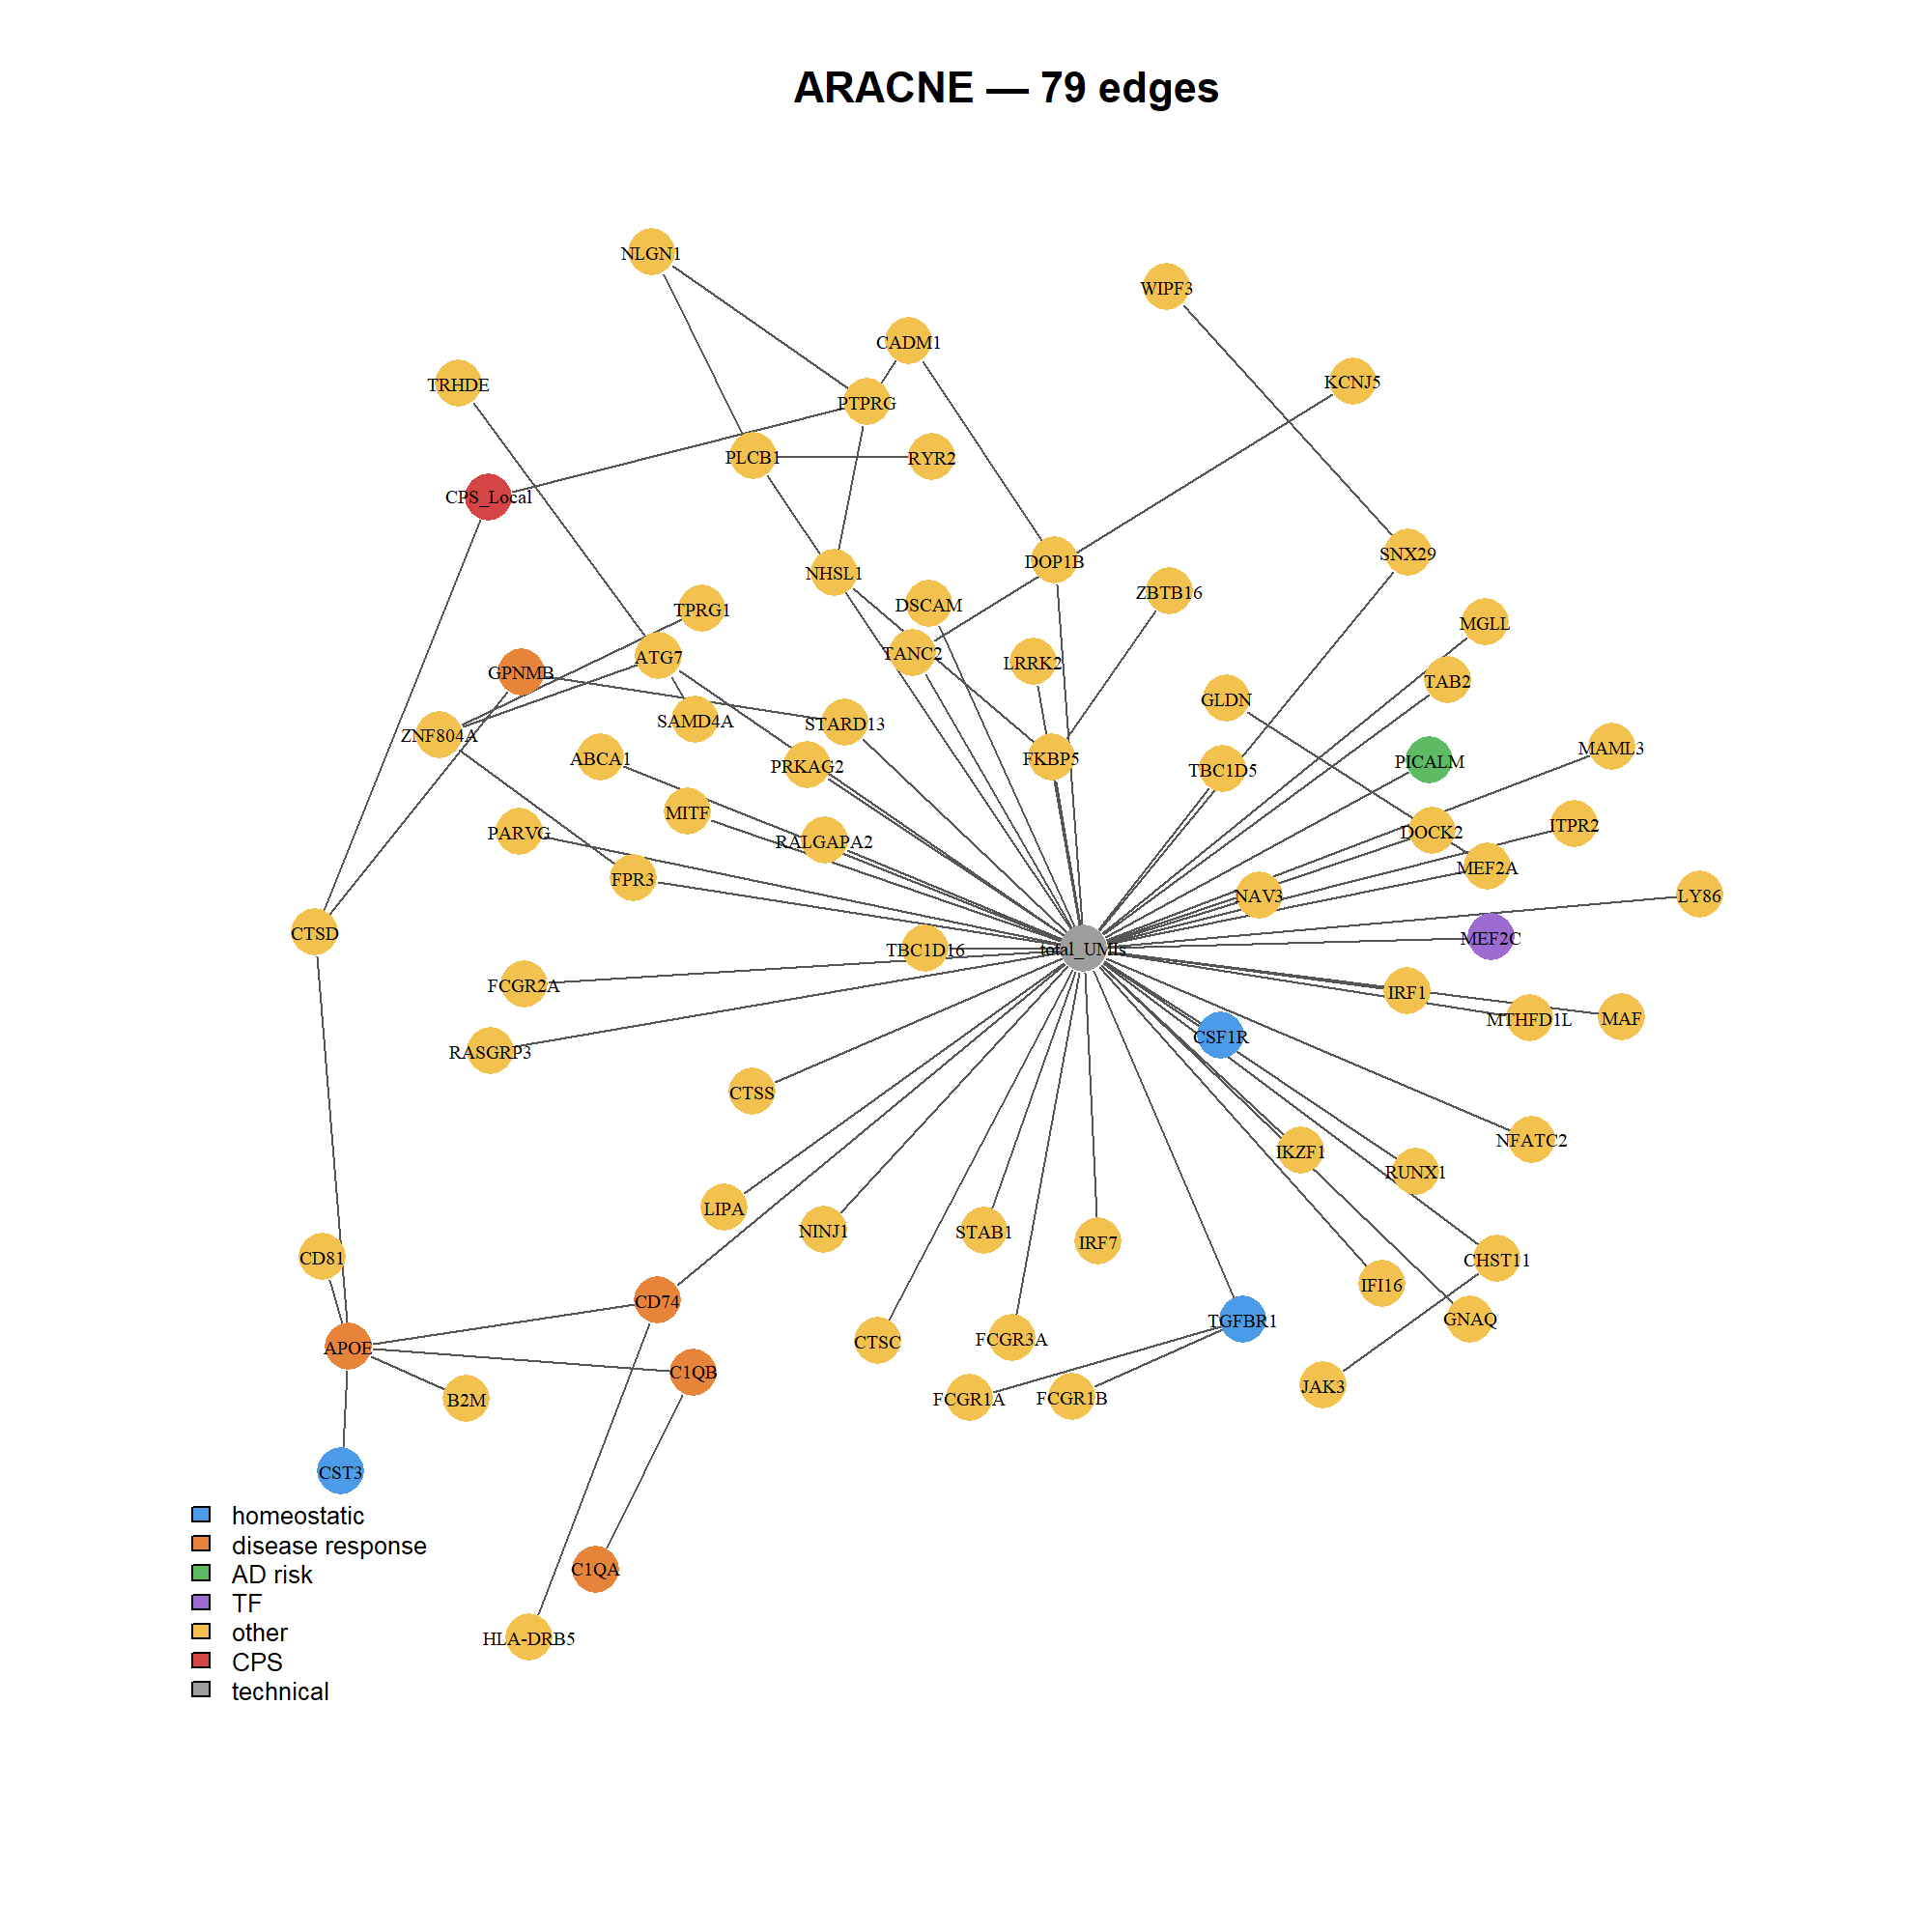 ARACNE — 79 edges
NLGN1
WIPF3
CADM1
KCNJ5
TRHDE
PTPRG
PLCB1
RYR2
CPS_Local
SNX29
DOP1B
NHSL1
ZBTB16
DSCAM
TPRG1
MGLL
TANC2
ATG7
LRRK2
GPNMB
TAB2
GLDN
SAMD4A
STARD13
ZNF804A
MAML3
ABCA1
FKBP5
PICALM
PRKAG2
TBC1D5
MITF
ITPR2
PARVG
DOCK2
RALGAPA2
MEF2A
FPR3
NAV3
LY86
CTSD
MEF2C
TBC1D16
total_UMIs
FCGR2A
IRF1
MTHFD1L
MAF
CSF1R
RASGRP3
CTSS
NFATC2
IKZF1
RUNX1
LIPA
NINJ1
STAB1
IRF7
CD81
CHST11
IFI16
CD74
GNAQ
TGFBR1
FCGR3A
CTSC
APOE
C1QB
JAK3
FCGR1A
FCGR1B
B2M
CST3
homeostatic
disease response
C1QA
AD risk
TF
other
HLA-DRB5
CPS
technical